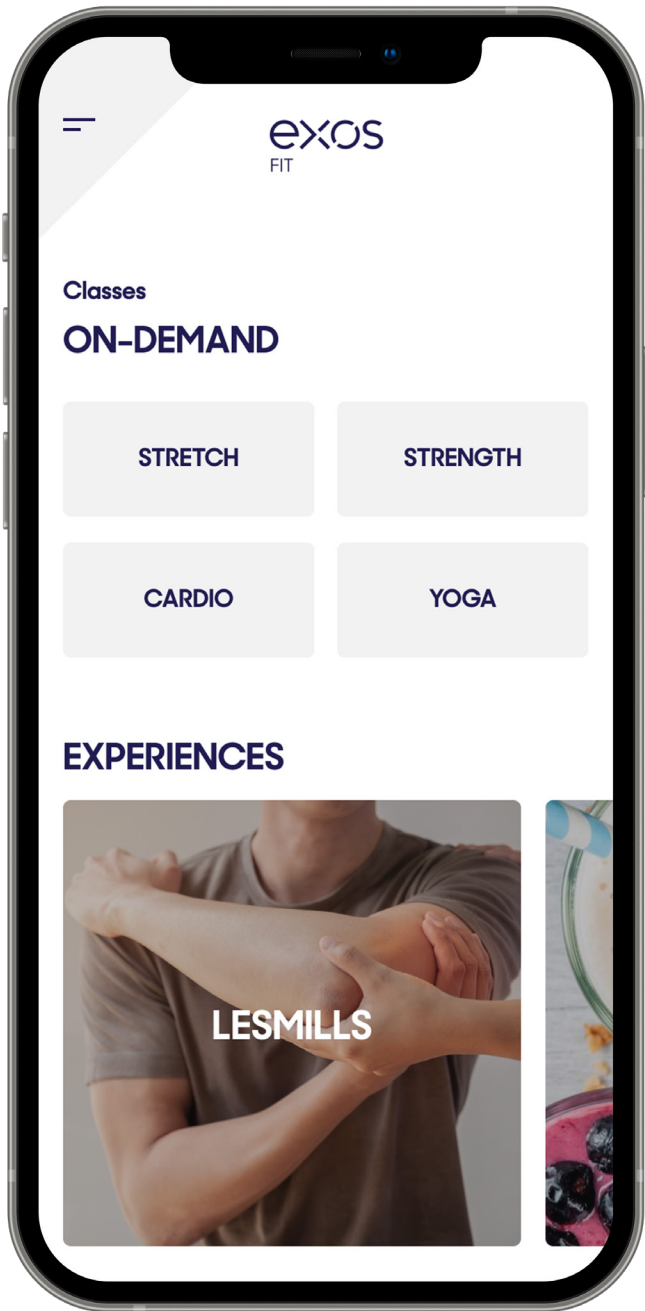 exos
FIT
Classes
ON-DEMAND
STRETCH
STRENGTH
CARDIO
YOGA
EXPERIENCES
LESMILLS